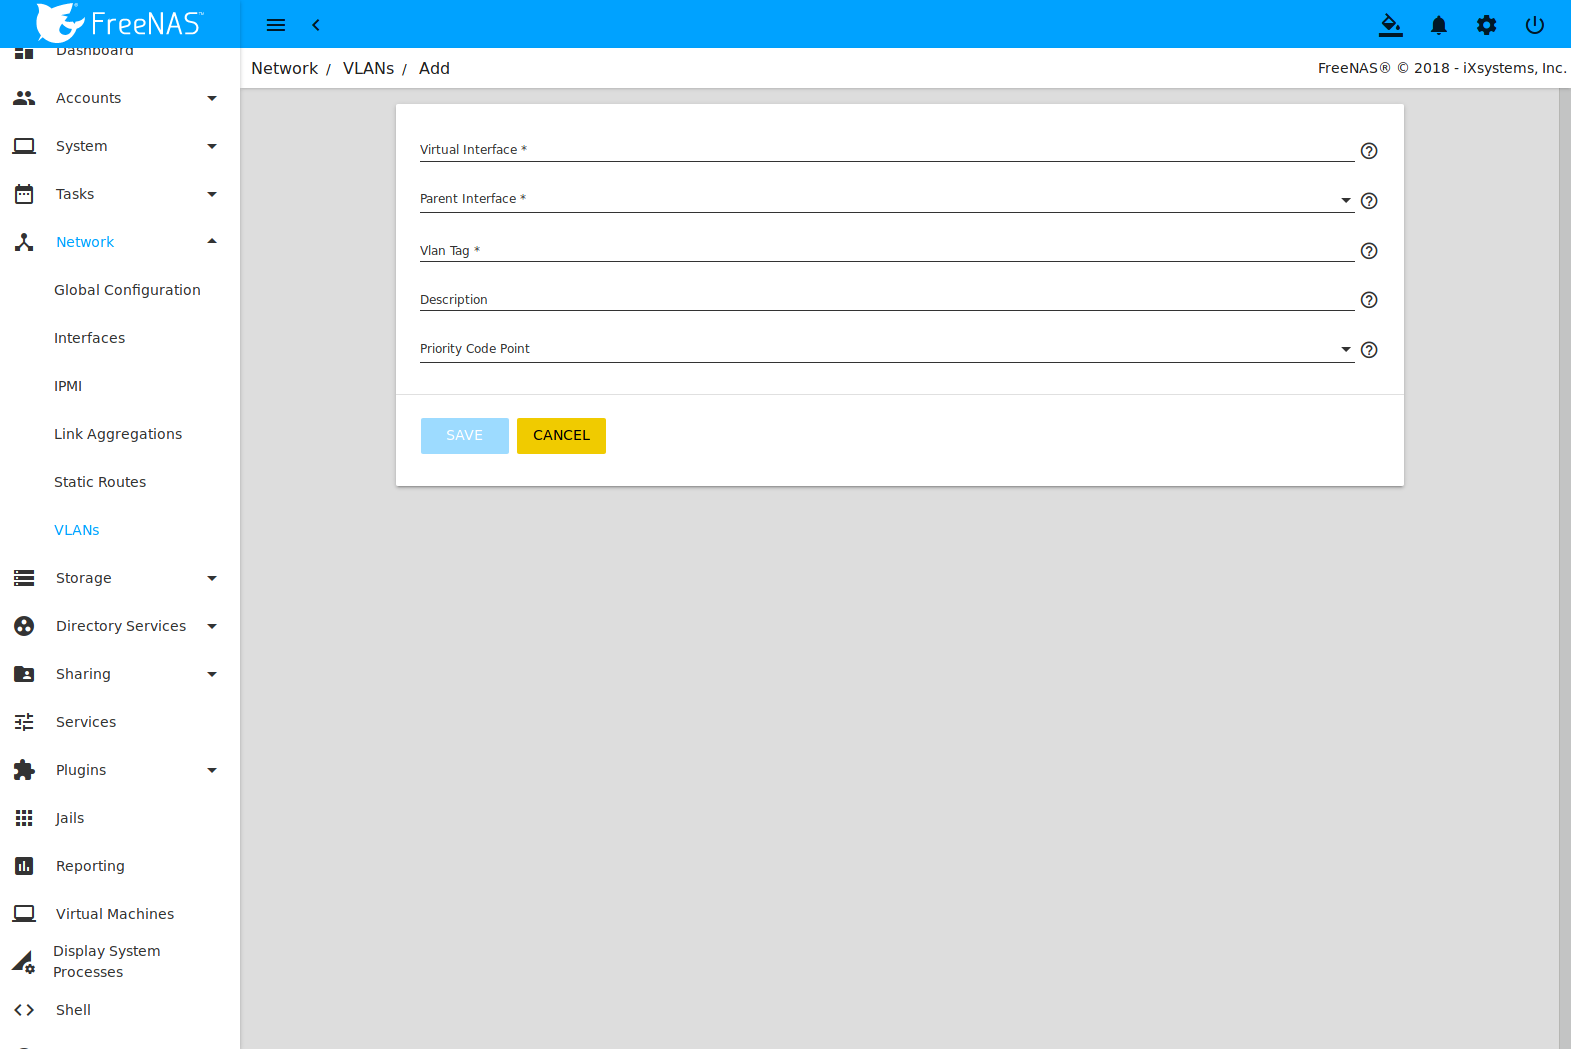 FreeNAS™
Network / VLANs / Add
FreeNAS® © 2018 - iXsystems, Inc.
Dashboard
Accounts
System
Tasks
Network
Global Configuration
Interfaces
IPMI
Link Aggregations
Static Routes
VLANs
Storage
Directory Services
Sharing
Services
Plugins
Jails
Reporting
Virtual Machines
Display System
Processes
Shell
Virtual Interface *
Parent Interface *
Vlan Tag *
Description
Priority Code Point
SAVE
CANCEL